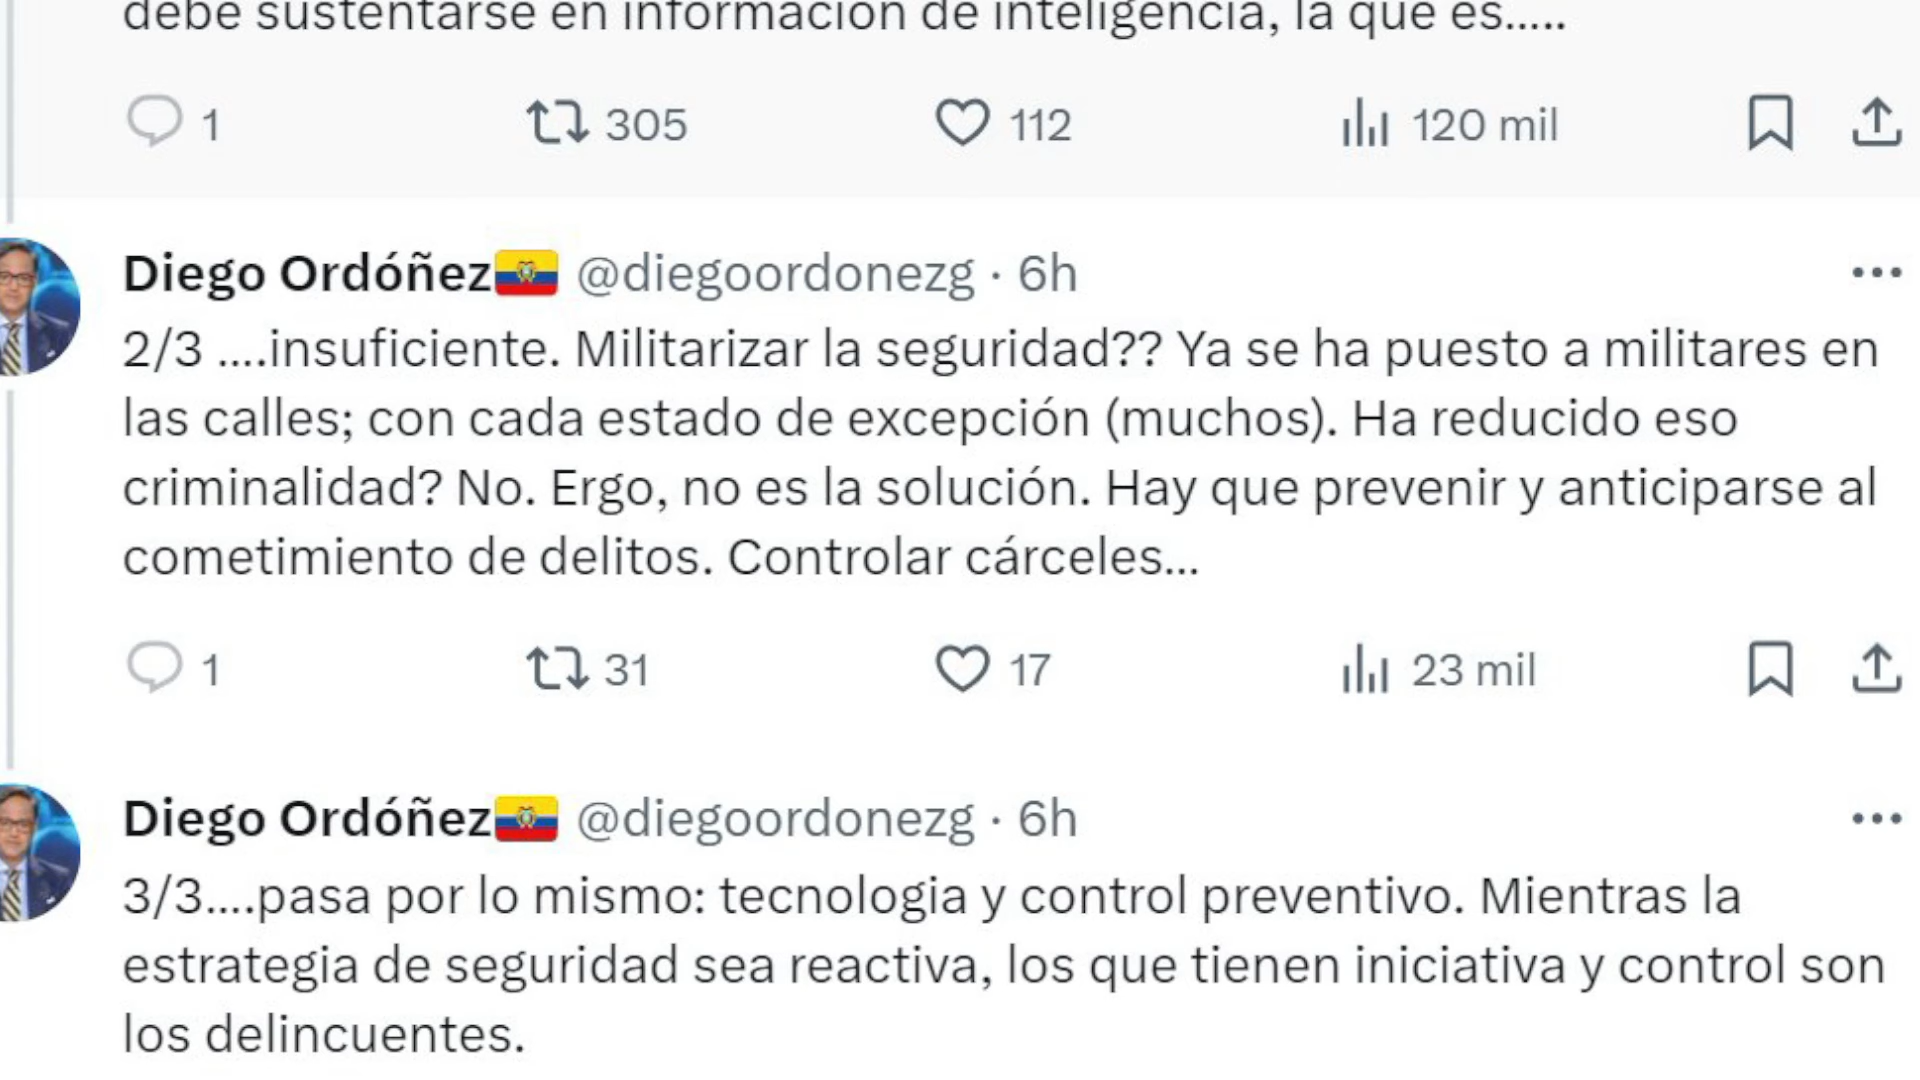 debe sustentarse en información de inteligencia, la que es.....
1 305 112 120 mil
Diego Ordóñez @diegoordonezg · 6h
2/3 ....insuficiente. Militarizar la seguridad?? Ya se ha puesto a militares en
las calles; con cada estado de excepción (muchos). Ha reducido eso
criminalidad? No. Ergo, no es la solución. Hay que prevenir y anticiparse al
cometimiento de delitos. Controlar cárceles...
1 31 17 23 mil
Diego Ordóñez @diegoordonezg · 6h
3/3....pasa por lo mismo: tecnologia y control preventivo. Mientras la
estrategia de seguridad sea reactiva, los que tienen iniciativa y control son
los delincuentes.